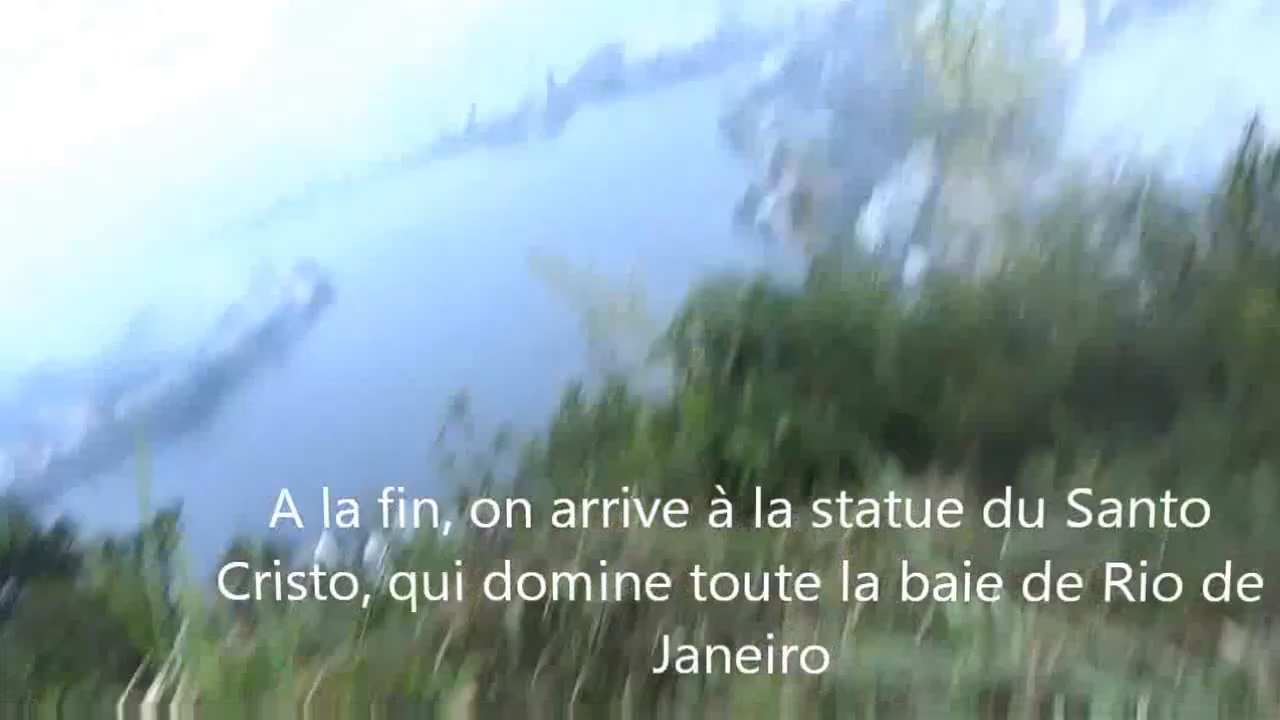 A la fin, on arrive à la statue du Santo
Cristo, qui domine toute la baie de Rio de
Janeiro